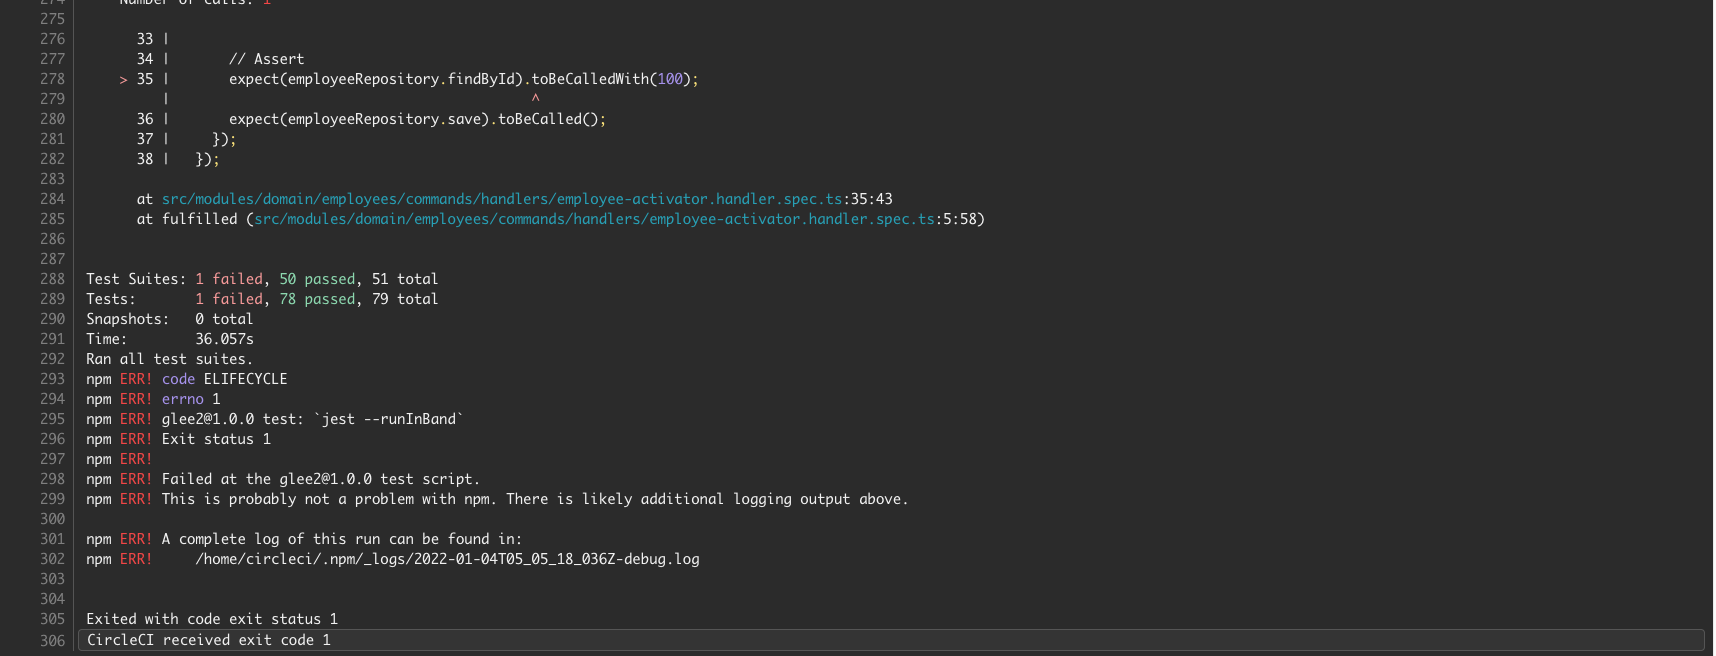 274 Number of calls: 1
275
276 33 |
277 34 | // Assert
278 > 35 | expect(employeeRepository.findById).toBeCalledWith(100);
279 | ^
280 36 | expect(employeeRepository.save).toBeCalled();
281 37 | });
282 38 | });
283
284 at src/modules/domain/employees/commands/handlers/employee-activator.handler.spec.ts:35:43
285 at fulfilled (src/modules/domain/employees/commands/handlers/employee-activator.handler.spec.ts:5:58)
286
287
288 Test Suites: 1 failed, 50 passed, 51 total
289 Tests: 1 failed, 78 passed, 79 total
290 Snapshots: 0 total
291 Time: 36.057s
292 Ran all test suites.
293 npm ERR! code ELIFECYCLE
294 npm ERR! errno 1
295 npm ERR! glee2@1.0.0 test: `jest --runInBand`
296 npm ERR! Exit status 1
297 npm ERR!
298 npm ERR! Failed at the glee2@1.0.0 test script.
299 npm ERR! This is probably not a problem with npm. There is likely additional logging output above.
300
301 npm ERR! A complete log of this run can be found in:
302 npm ERR! /home/circleci/.npm/_logs/2022-01-04T05_05_18_036Z-debug.log
303
304
305 Exited with code exit status 1
306 CircleCI received exit code 1